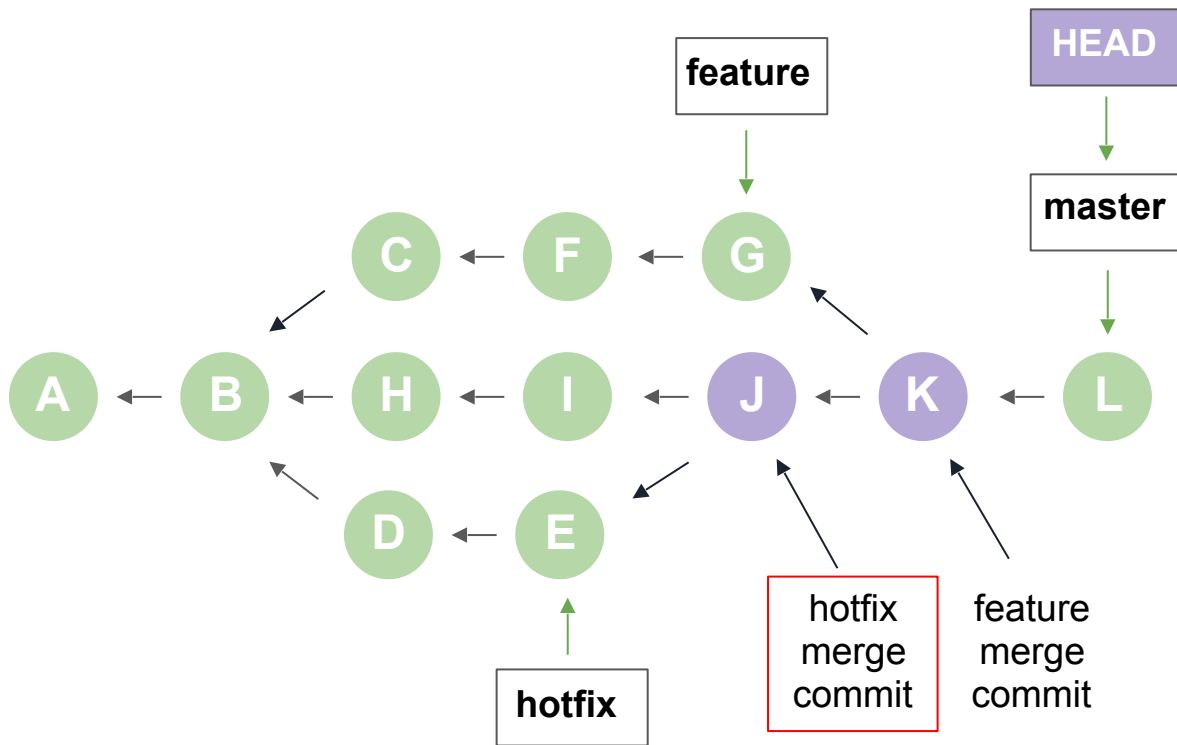 HEAD
feature
master
C F G
A B H I J K L
D E
hotfix
merge
commit
feature
merge
commit
hotfix